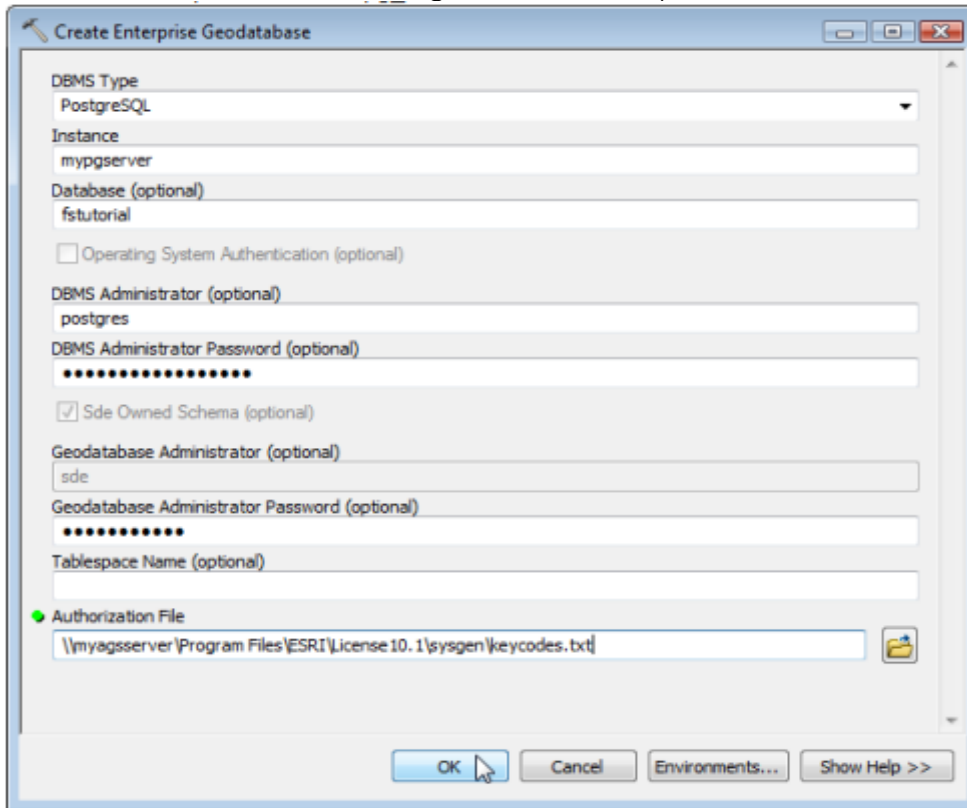 Create Enterprise Geodatabase
DBMS Type
PostgreSQL
Instance
mypgserver
Database (optional)
fstutorial
Operating System Authentication (optional)
DBMS Administrator (optional)
postgres
DBMS Administrator Password (optional)
•••••••••••••••••
Sde Owned Schema (optional)
Geodatabase Administrator (optional)
sde
Geodatabase Administrator Password (optional)
•••••••••••
Tablespace Name (optional)
Authorization File
\\myagsserver\Program Files\ESRI\License10.1\sysgen\keycodes.txt
OK Cancel Environments... Show Help >>